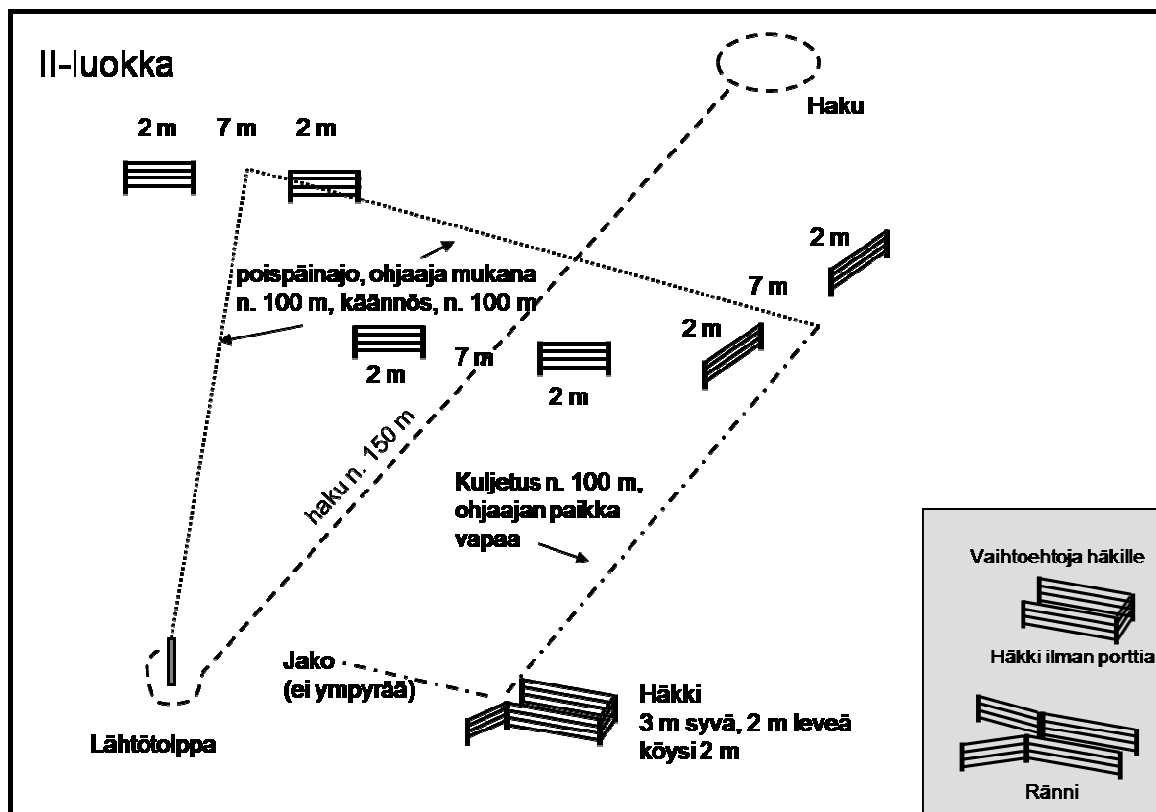 II-luokka
Haku
2 m 7 m 2 m
2 m
poispäinajo, ohjaaja mukana
n. 100 m, käännös, n. 100 m
7 m
2 m
7 m
2 m
2 m
haku n. 150 m
Kuljetus n. 100 m,
ohjaajan paikka
vapaa
Vaihtoehtoja häkille
Häkki ilman porttia
Jako
(ei ympyrää)
Häkki
3 m syvä, 2 m leveä
köysi 2 m
Lähtötolppa
Ränni